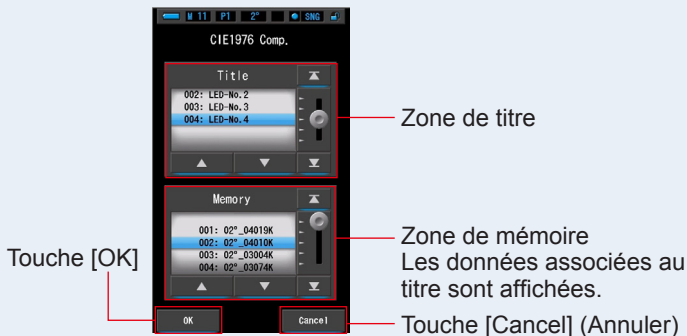 M 11 P1 2° SNG
CIE1976 Comp.
Title
002: LED-No.2
003: LED-No.3
004: LED-No.4
Zone de titre
Memory
001: 02°_04019K
002: 02°_04010K
003: 02°_03004K
004: 02°_03074K
Zone de mémoire
Les données associées au
titre sont affichées.
Touche [OK]
OK
Cancel
Touche [Cancel] (Annuler)